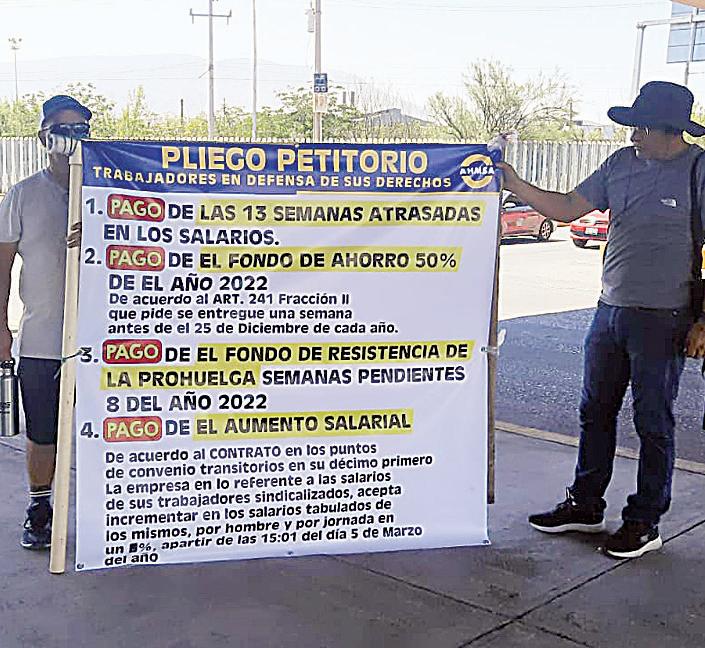 PLIEGO PETITORIO
TRABAJADORES EN DEFENSA DE SUS DERECHOS
AHMSA
1. PAGO DE LAS 13 SEMANAS ATRASADAS
EN LOS SALARIOS.
2. PAGO DE EL FONDO DE AHORRO 50%
DE EL AÑO 2022
De acuerdo al ART. 241 Fracción II
que pide se entregue una semana
antes de el 25 de Diciembre de cada año.
3. PAGO DE EL FONDO DE RESISTENCIA DE
LA PROHUELGA SEMANAS PENDIENTES
8 DEL AÑO 2022
4. PAGO DE EL AUMENTO SALARIAL
De acuerdo al CONTRATO en los puntos
de convenio transitorios en su décimo primero
La empresa en lo referente a las salarios
de sus trabajadores sindicalizados, acepta
incrementar en los salarios tabulados de
los mismos, por hombre y por jornada en
un %, apartir de las 15:01 del día 5 de Marzo
del año